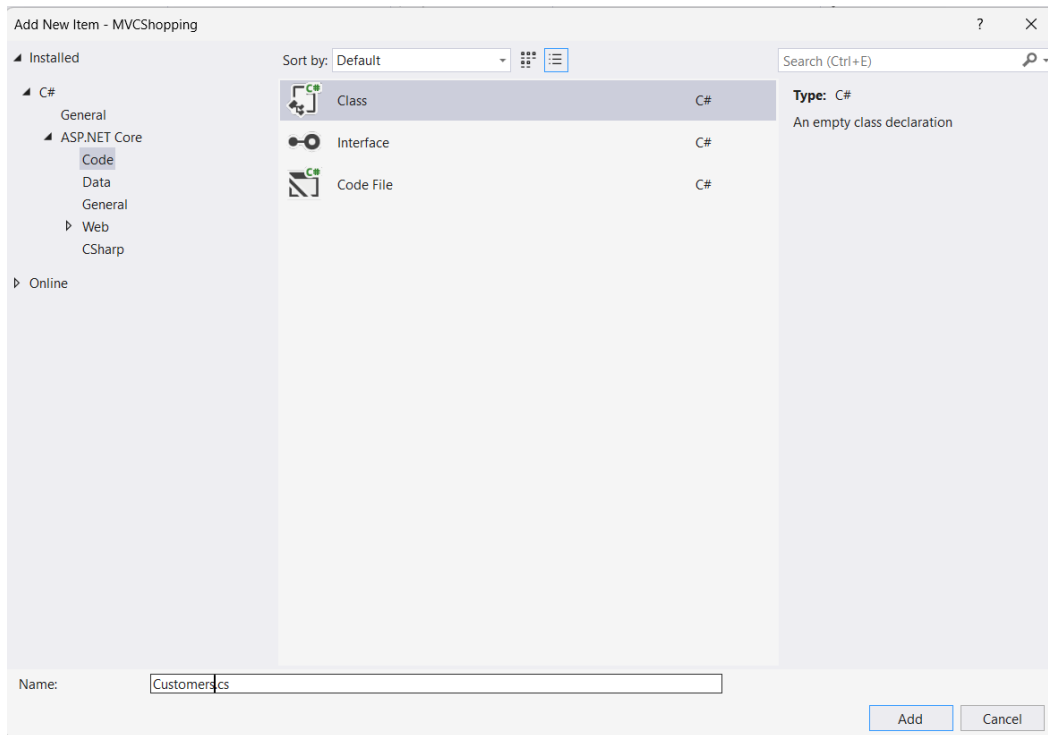 Add New Item - MVCShopping
?
Installed
Sort by: Default
Search (Ctrl+E)
C#
General
ASP.NET Core
Code
Data
General
Web
CSharp
Online
C# Class C#
Interface C#
C# Code File C#
Type: C#
An empty class declaration
Name: Customers.cs
Add Cancel